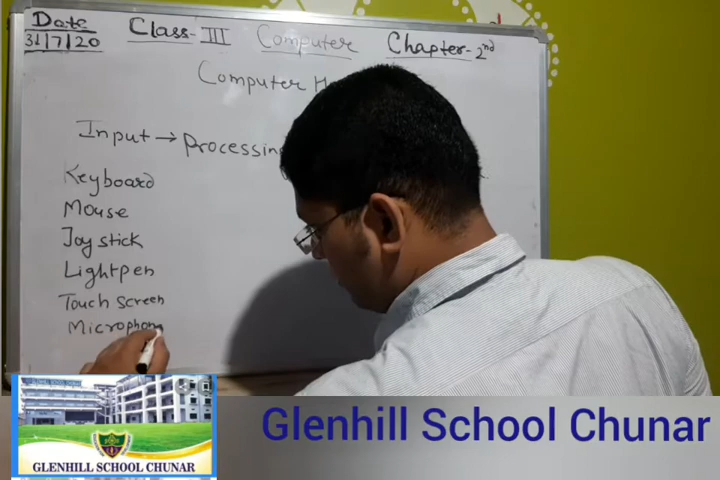 Date
31/7/20
Class-III Computer Chapter-2nd
Computer
Input → Processing
Keyboard
Mouse
Joy stick
Lightpen
Touch screen
Microphone
GLENHILL SCHOOL CHUNAR
Glenhill School Chunar